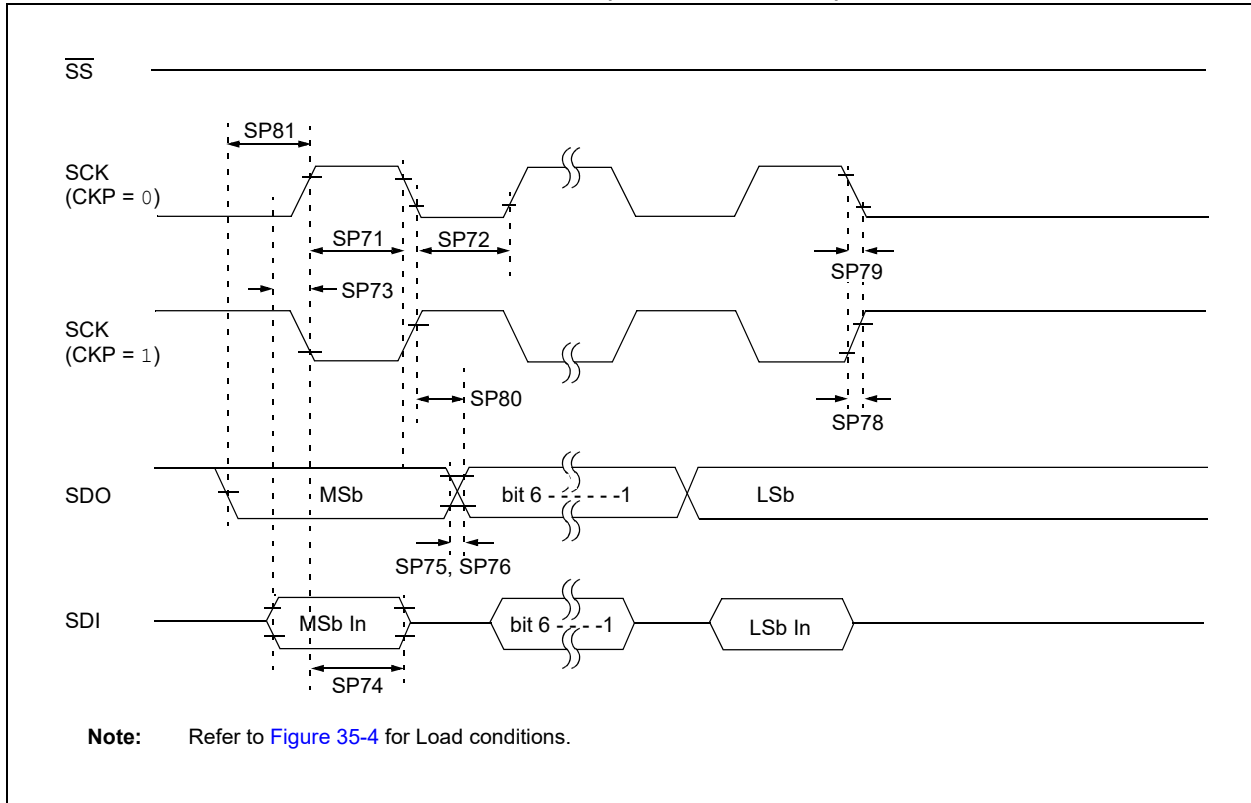 SS
SP81
SCK
(CKP = 0)
SP71
SP72
SP79
SP73
SCK
(CKP = 1)
SP80
SP78
SDO
MSb
bit 6 - - - - - - -1
LSb
SP75, SP76
SDI
MSb In
bit 6 - - - - -1
LSb In
SP74
Note: Refer to Figure 35-4 for Load conditions.